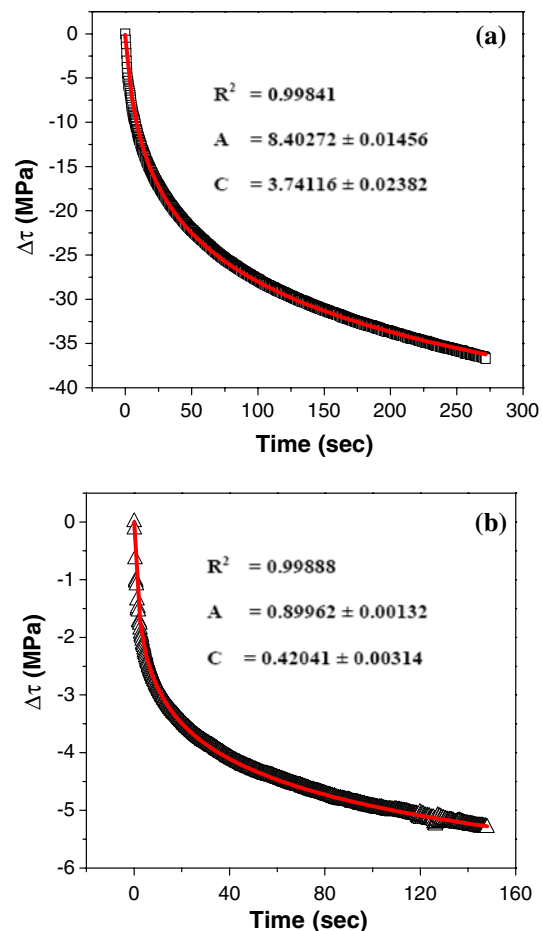 (a)
0
-5
-10
-15
-20
-25
-30
-35
-40
Δτ (MPa)
R² = 0.99841
A = 8.40272 ± 0.01456
C = 3.74116 ± 0.02382
0 50 100 150 200 250 300
Time (sec)
(b)
0
-1
-2
-3
-4
-5
-6
Δτ (MPa)
R² = 0.99888
A = 0.89962 ± 0.00132
C = 0.42041 ± 0.00314
0 40 80 120 160
Time (sec)